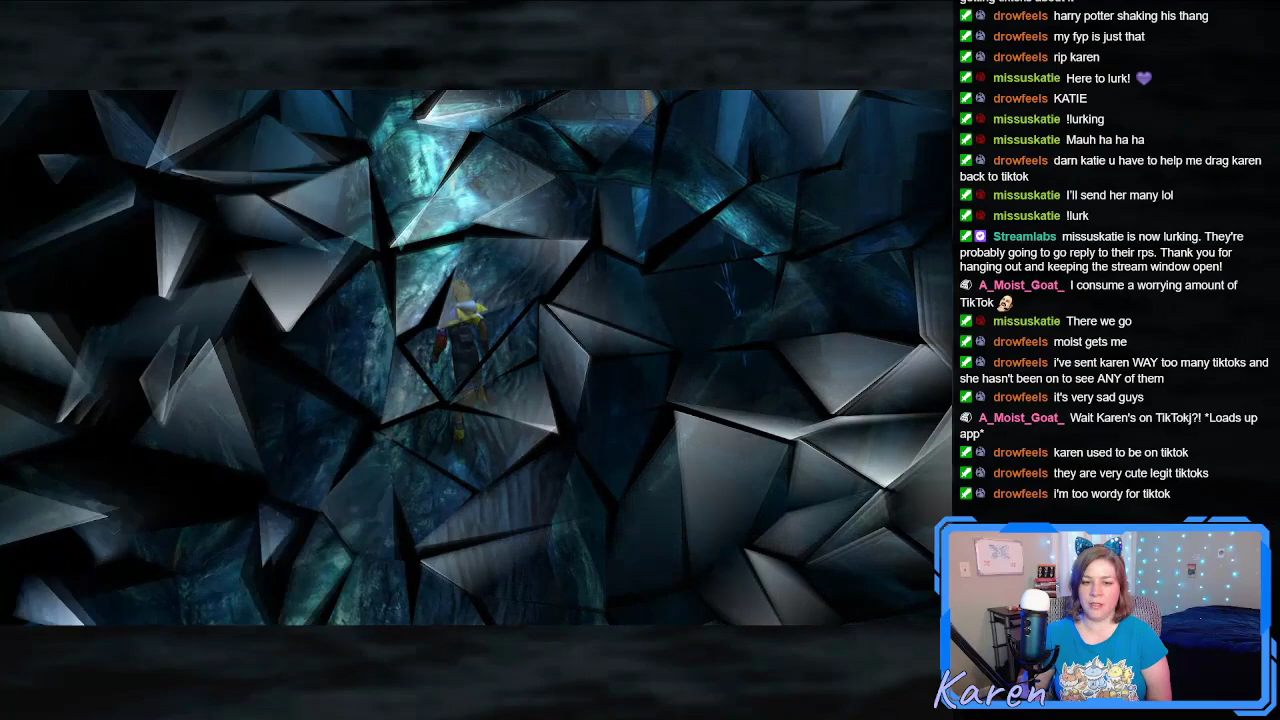 drowfeels harry potter shaking his thang
drowfeels my fyp is just that
drowfeels rip karen
missuskatie Here to lurk!
drowfeels KATIE
missuskatie !lurking
missuskatie Mauh ha ha ha
drowfeels darn katie u have to help me drag karen
back to tiktok
missuskatie I'll send her many lol
missuskatie !lurk
Streamlabs missuskatie is now lurking. They're
probably going to go reply to their rps. Thank you for
hanging out and keeping the stream window open!
A_Moist_Goat_ I consume a worrying amount of
TikTok
missuskatie There we go
drowfeels moist gets me
drowfeels i've sent karen WAY too many tiktoks and
she hasn't been on to see ANY of them
drowfeels it's very sad guys
A_Moist_Goat_ Wait Karen's on TikTokj?! *Loads up
app*
drowfeels karen used to be on tiktok
drowfeels they are very cute legit tiktoks
drowfeels I'm too wordy for tiktok
Karen